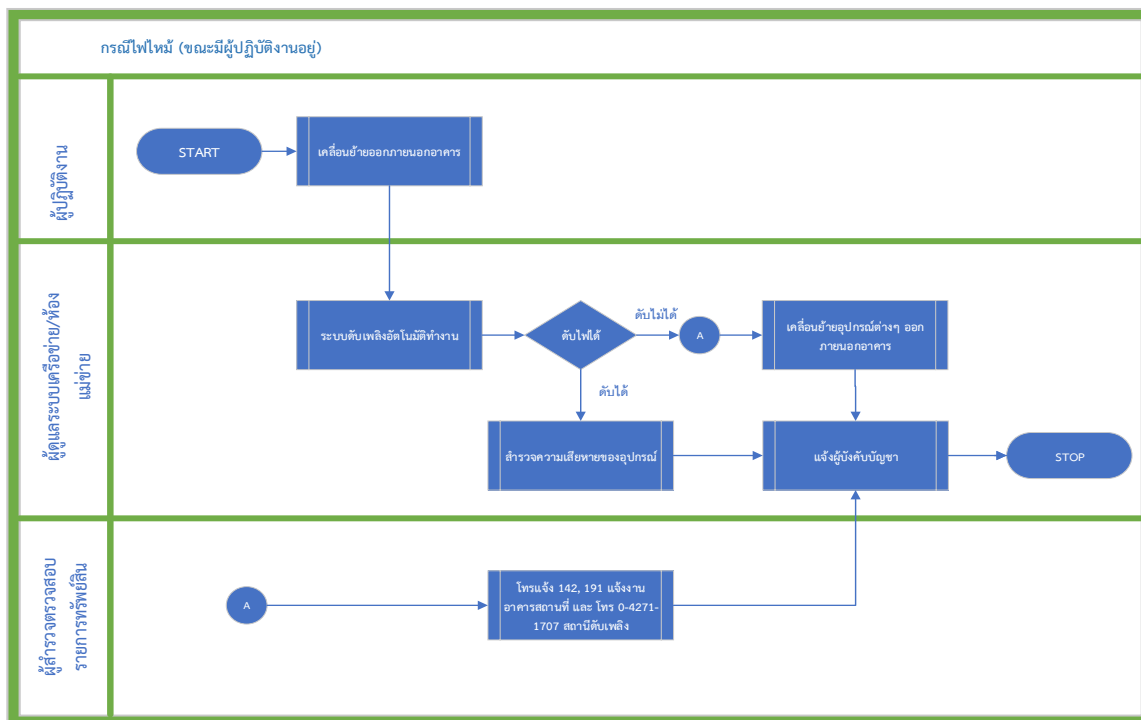 กรณีไฟไหม้ (ขณะมีผู้ปฏิบัติงานอยู่)
ผู้ปฏิบัติงาน
START
เคลื่อนย้ายออกภายนอกอาคาร
ผู้ดูแลระบบเครือข่าย/ห้อง
แม่ข่าย
ระบบดับเพลิงอัตโนมัติทำงาน
ดับไฟได้
ดับไม่ได้
A
เคลื่อนย้ายอุปกรณ์ต่างๆ ออก
ภายนอกอาคาร
ดับได้
สำรวจความเสียหายของอุปกรณ์
แจ้งผู้บังคับบัญชา
STOP
ผู้สำรวจตรวจสอบ
รายการทรัพย์สิน
A
โทรแจ้ง 142, 191 แจ้งงาน
อาคารสถานที่ และ โทร 0-4271-
1707 สถานีดับเพลิง